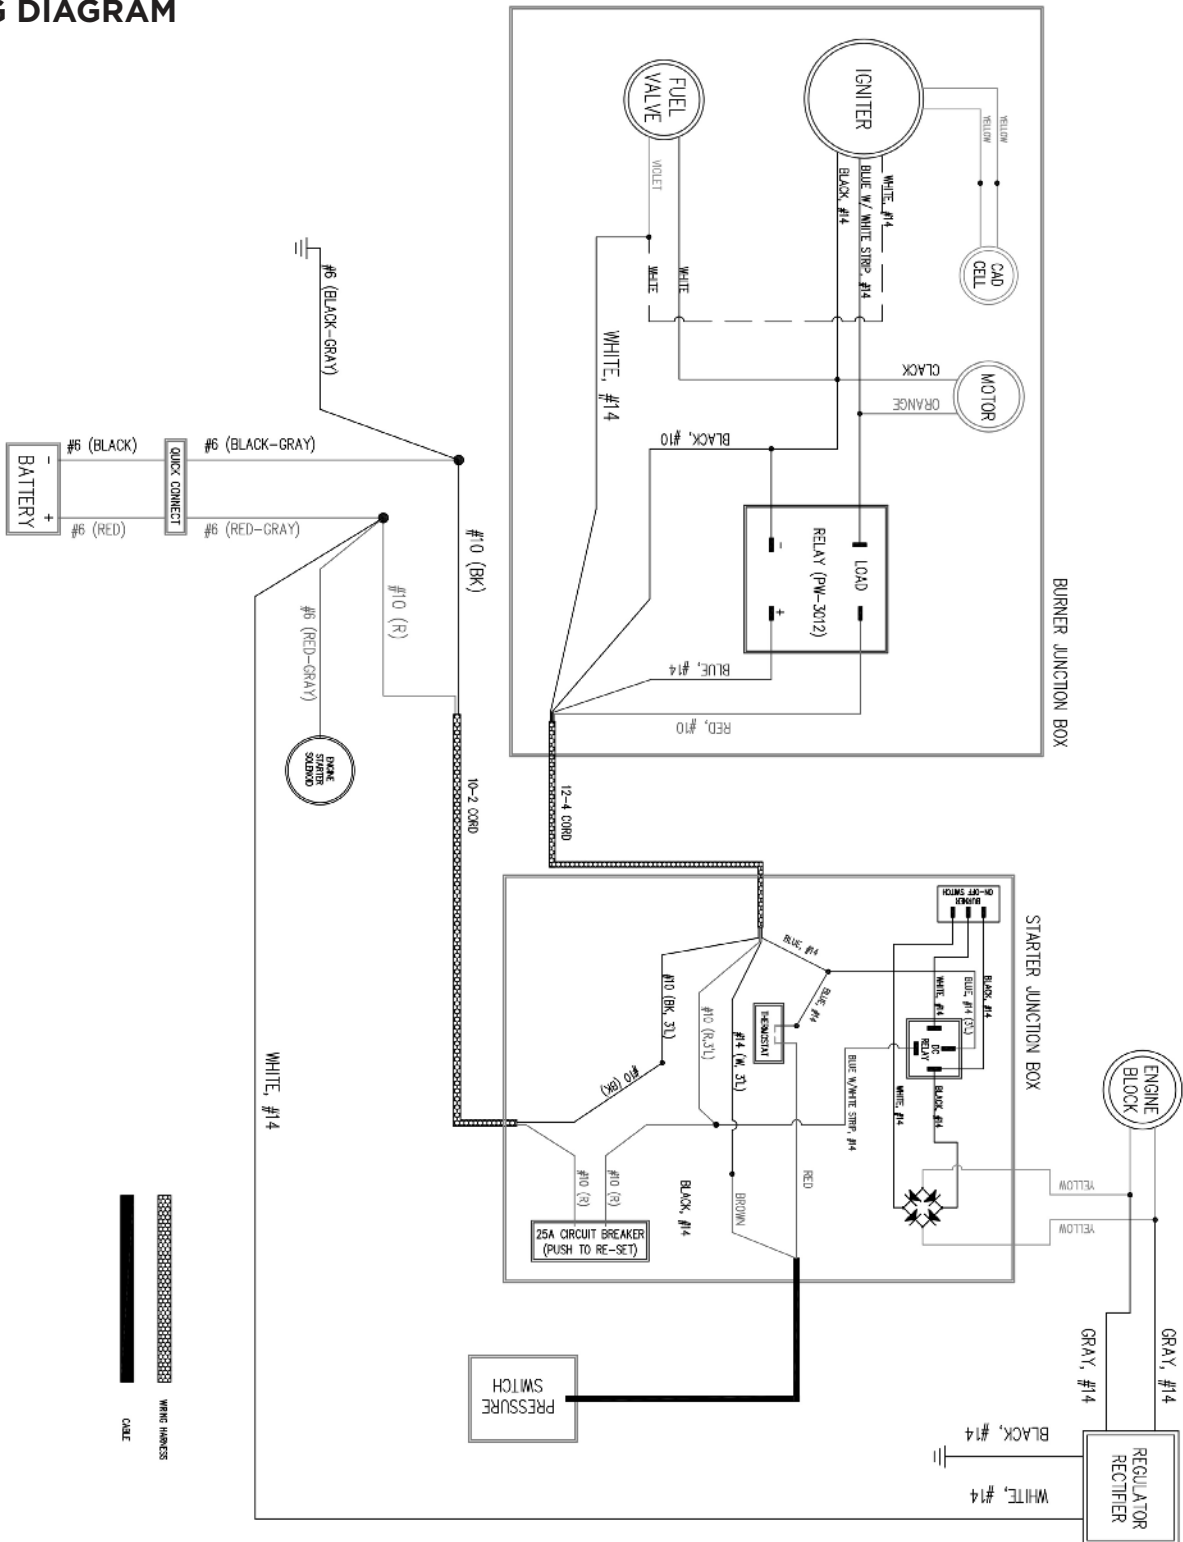 G DIAGRAM
FUEL
VALVE
IGNITER
YELLOW
YELLOW
CAD
CELL
VIOLET
BLACK, #14
BLUE W/ WHITE STRIP, #14
WHITE, #14
WHITE
WHITE
WHITE, #14
CLACK
ORANGE
MOTOR
BLACK, #10
RELAY (PW-3012)
-
+
LOAD
BLUE, #14
RED, #10
BURNER JUNCTION BOX
#6 (BLACK-GRAY)
#6 (BLACK)
#6 (BLACK-GRAY)
QUICK CONNECT
-
+
BATTERY
#6 (RED)
#6 (RED-GRAY)
#10 (BK)
#10 (R)
#6 (RED-GRAY)
ENGINE
STARTER
SOLENOID
10-2 CORD
12-4 CORD
STARTER JUNCTION BOX
BURNER
ON-OFF SWITCH
BLUE, #14
BLUE, #14
WHITE, #14
BLUE, #14 (3'L)
BLACK, #14
#10 (BK, 3'L)
#10 (R,3'L)
#14 (W, 3'L)
THERMOSTAT
DC
RELAY
#10 (BK)
BLUE W/WHITE STRIP, #14
WHITE, #14
BLACK, #14
#10 (R)
#10 (R)
BLACK, #14
BROWN
RED
25A CIRCUIT BREAKER
(PUSH TO RE-SET)
ENGINE
BLOCK
YELLOW
YELLOW
WHITE, #14
GRAY, #14
GRAY, #14
PRESSURE
SWITCH
BLACK, #14
WHITE, #14
REGULATOR
RECTIFIER
CABLE
WRING HARNESS